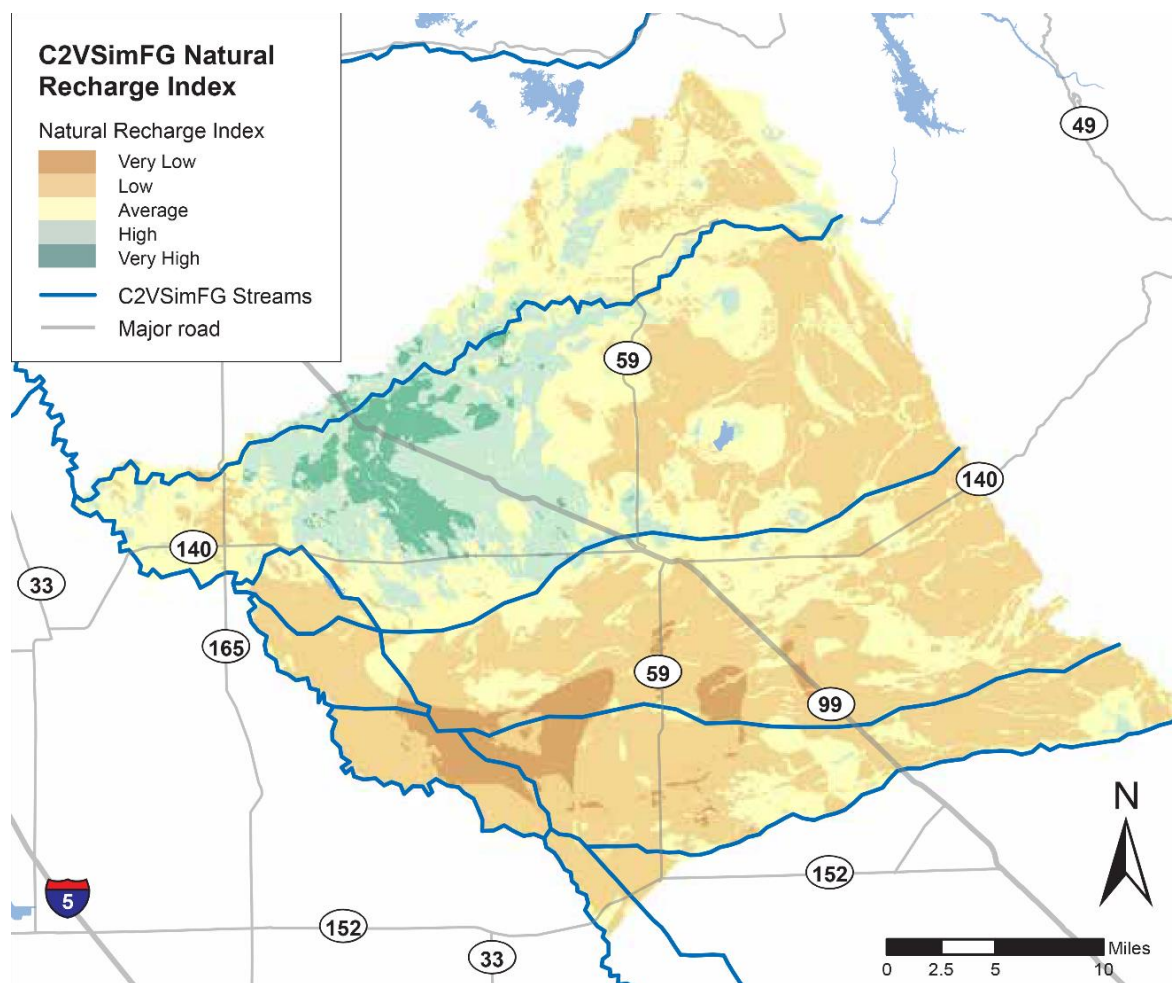 C2VSimFG Natural
Recharge Index
Natural Recharge Index
Very Low
Low
Average
High
Very High
C2VSimFG Streams
Major road
49
59
140
140
33
165
59
99
N
152
5
152
33
Miles
0 2.5 5 10